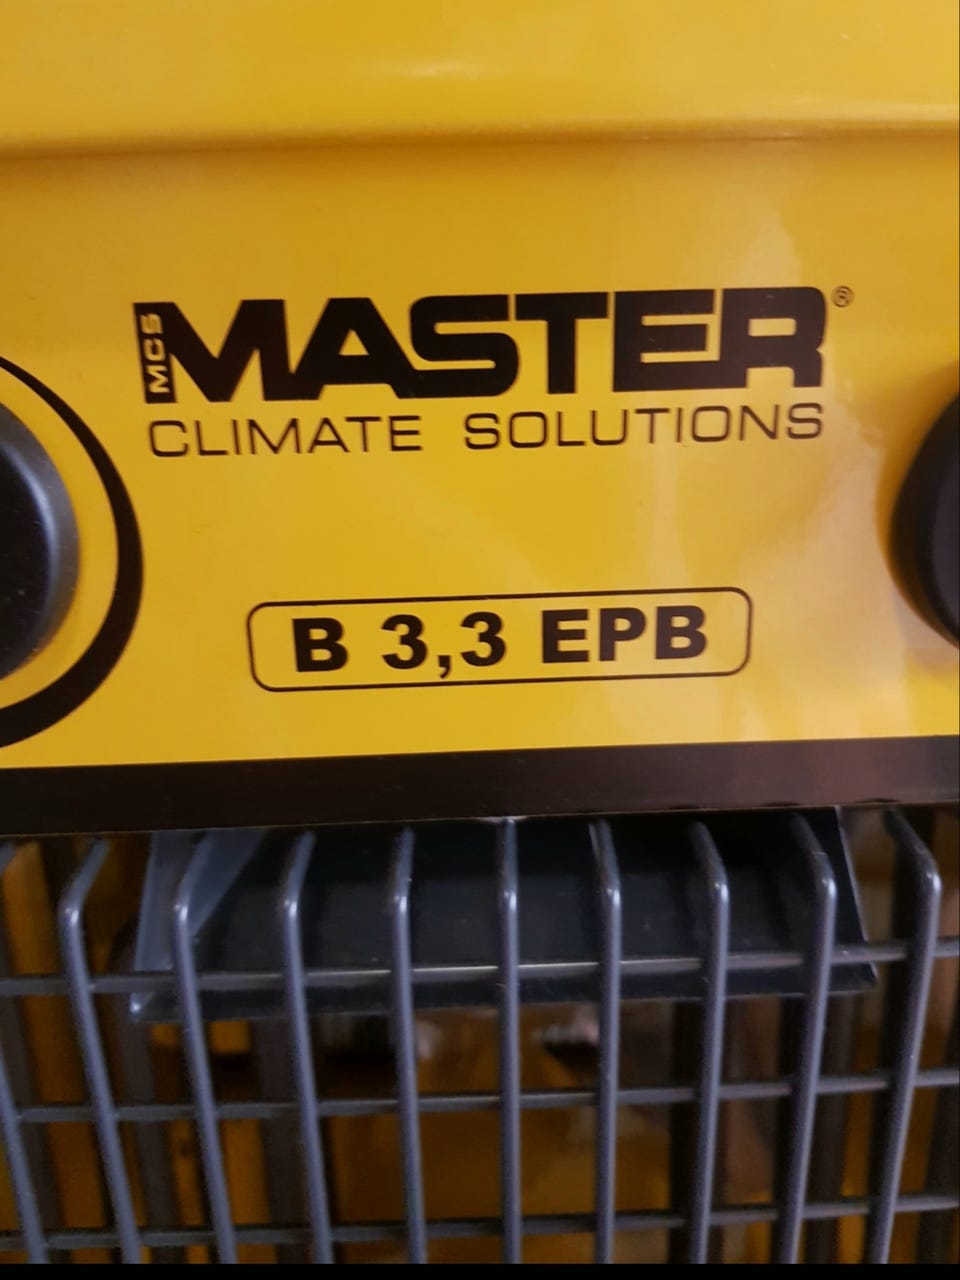 MCS MASTER®
CLIMATE SOLUTIONS
B 3,3 EPB